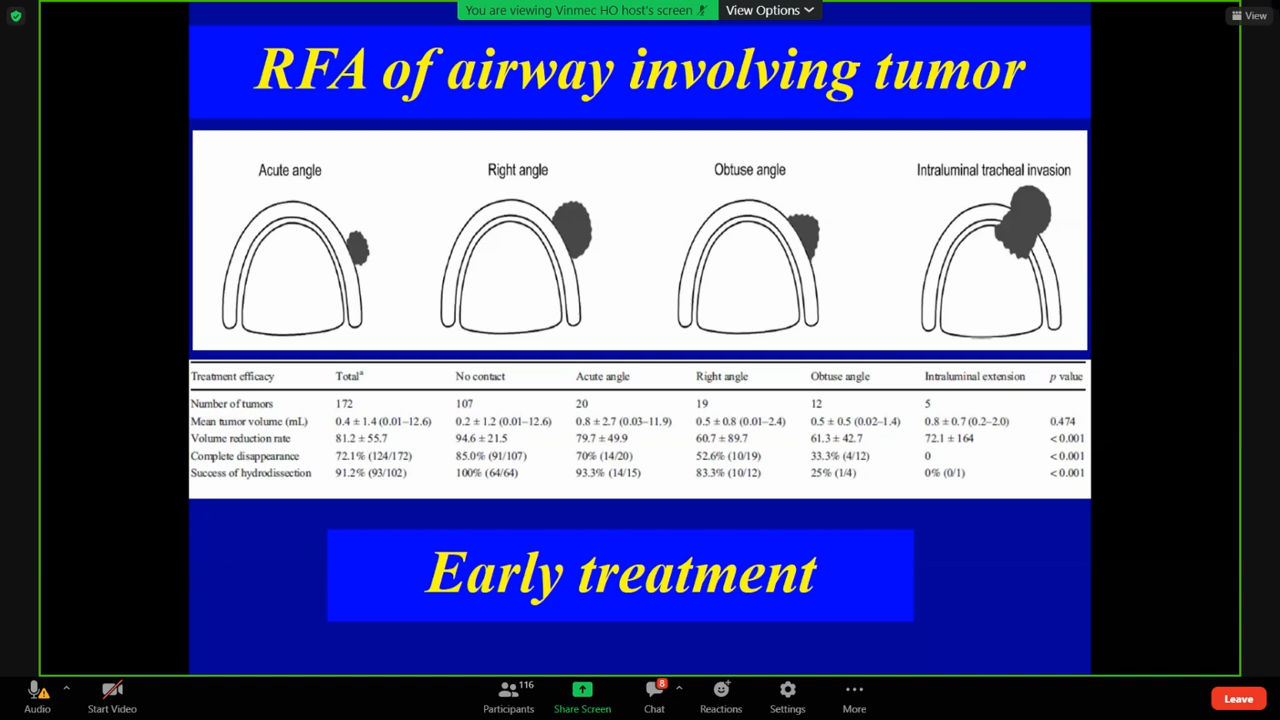 You are viewing Vinmec HO host's screen
View Options
View
RFA of airway involving tumor
Acute angle
Right angle
Obtuse angle
Intraluminal tracheal invasion
Treatment efficacy Totalᵃ No contact Acute angle Right angle Obtuse angle Intraluminal extension p value
Number of tumors 172 107 20 19 12 5
Mean tumor volume (mL) 0.4 ± 1.4 (0.01–12.6) 0.2 ± 1.2 (0.01–12.6) 0.8 ± 2.7 (0.03–11.9) 0.5 ± 0.8 (0.01–2.4) 0.5 ± 0.5 (0.02–1.4) 0.8 ± 0.7 (0.2–2.0) 0.474
Volume reduction rate 81.2 ± 55.7 94.6 ± 21.5 79.7 ± 49.9 60.7 ± 89.7 61.3 ± 42.7 72.1 ± 164 <0.001
Complete disappearance 72.1% (124/172) 85.0% (91/107) 70% (14/20) 52.6% (10/19) 33.3% (4/12) 0 <0.001
Success of hydrodissection 91.2% (93/102) 100% (64/64) 93.3% (14/15) 83.3% (10/12) 25% (1/4) 0% (0/1) <0.001
Early treatment
116
8
Audio
Start Video
Participants
Share Screen
Chat
Reactions
Settings
More
Leave